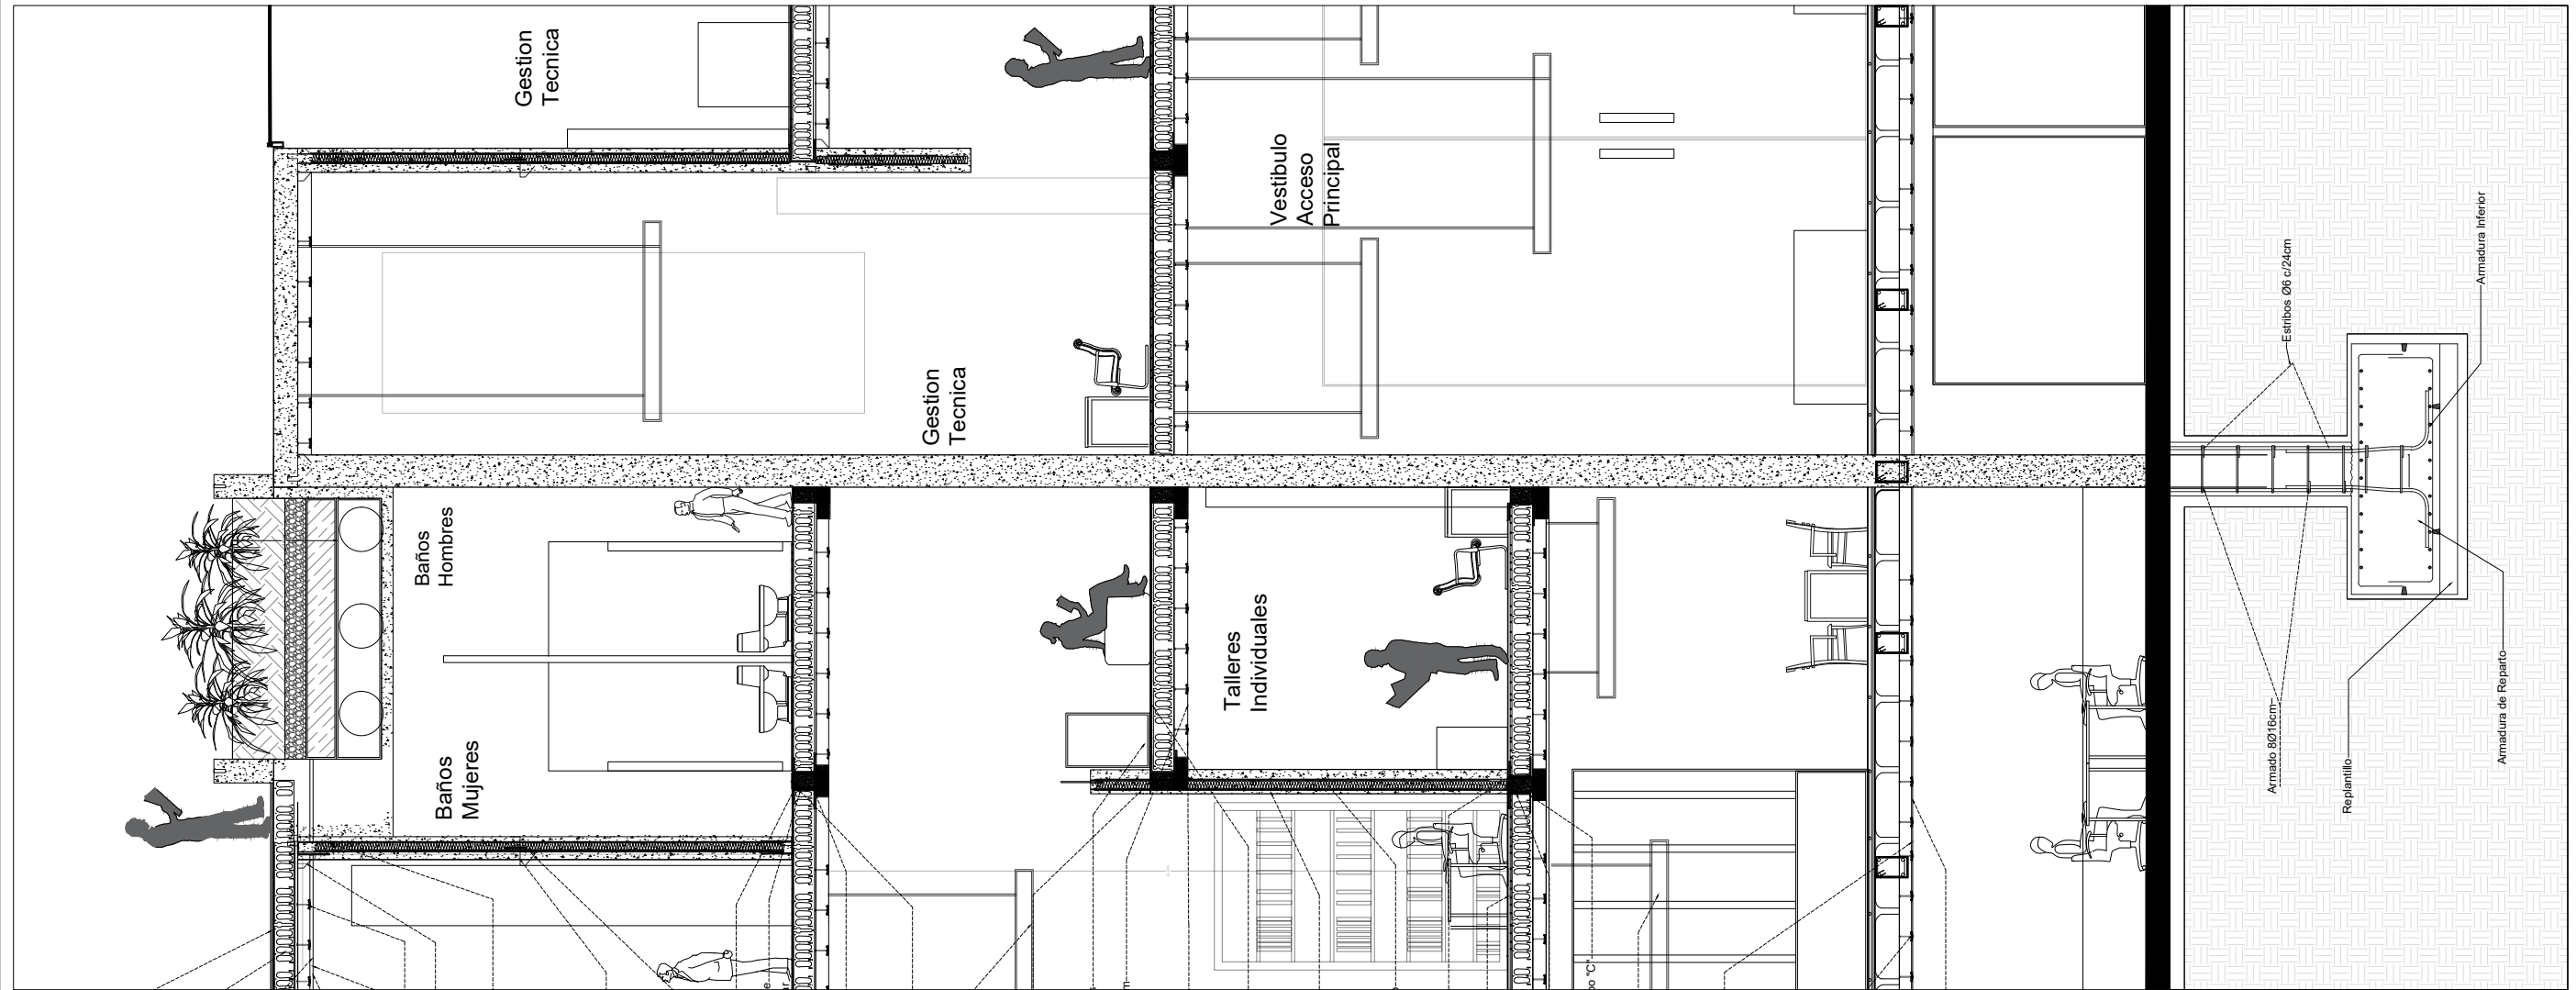 Gestion
Tecnica
Gestion
Tecnica
Vestibulo
Acceso
Principal
Baños
Hombres
Baños
Mujeres
Talleres
Individuales
Estribos Ø6 c/24cm
Armadura Inferior
Armado 8Ø16cm
Replantillo
Armadura de Reparto
"C"